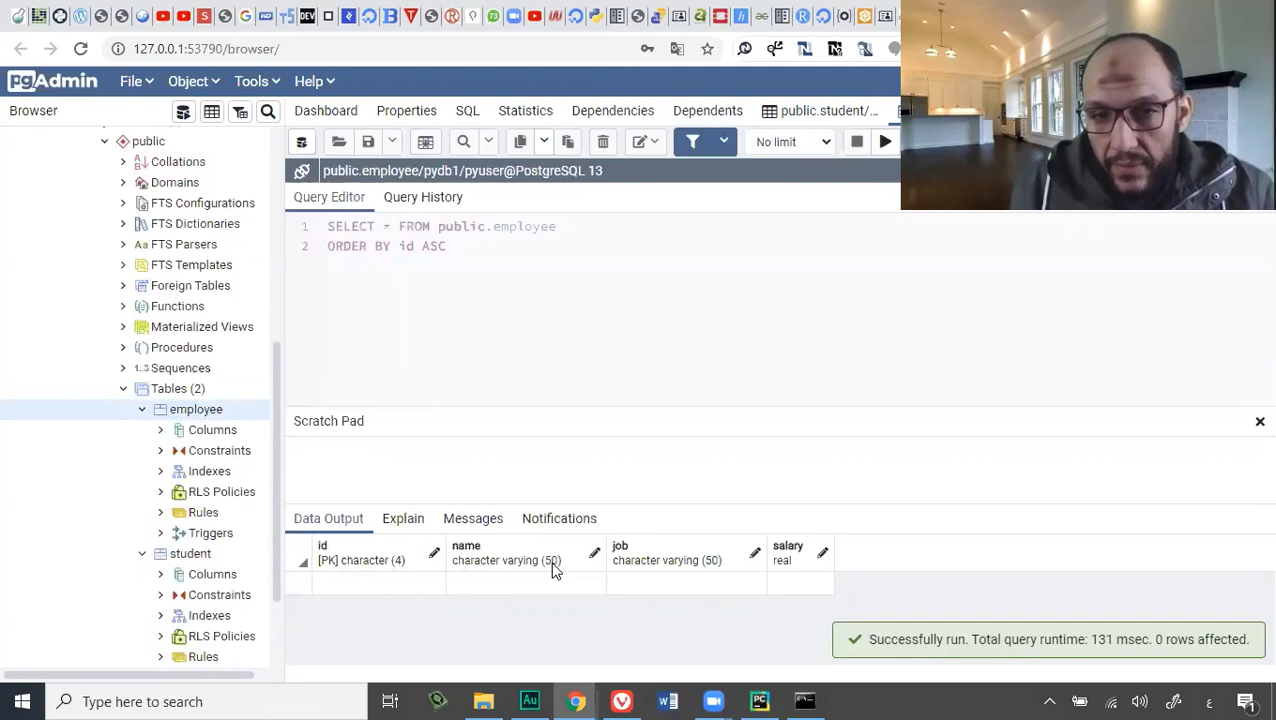 127.0.0.1:53790/browser/
pgAdmin File Object Tools Help
Browser Dashboard Properties SQL Statistics Dependencies Dependents public.student/...
public
Collations
Domains
FTS Configurations
FTS Dictionaries
Aa FTS Parsers
FTS Templates
Foreign Tables
Functions
Materialized Views
Procedures
1..3 Sequences
Tables (2)
employee
Columns
Constraints
Indexes
RLS Policies
Rules
Triggers
student
Columns
Constraints
Indexes
RLS Policies
Rules
No limit
public.employee/pydb1/pyuser@PostgreSQL 13
Query Editor Query History
1 SELECT * FROM public.employee
2 ORDER BY id ASC
Scratch Pad
Data Output Explain Messages Notifications
id name job salary
[PK] character (4) character varying (50) character varying (50) real
Successfully run. Total query runtime: 131 msec. 0 rows affected.
Type here to search
ع
1